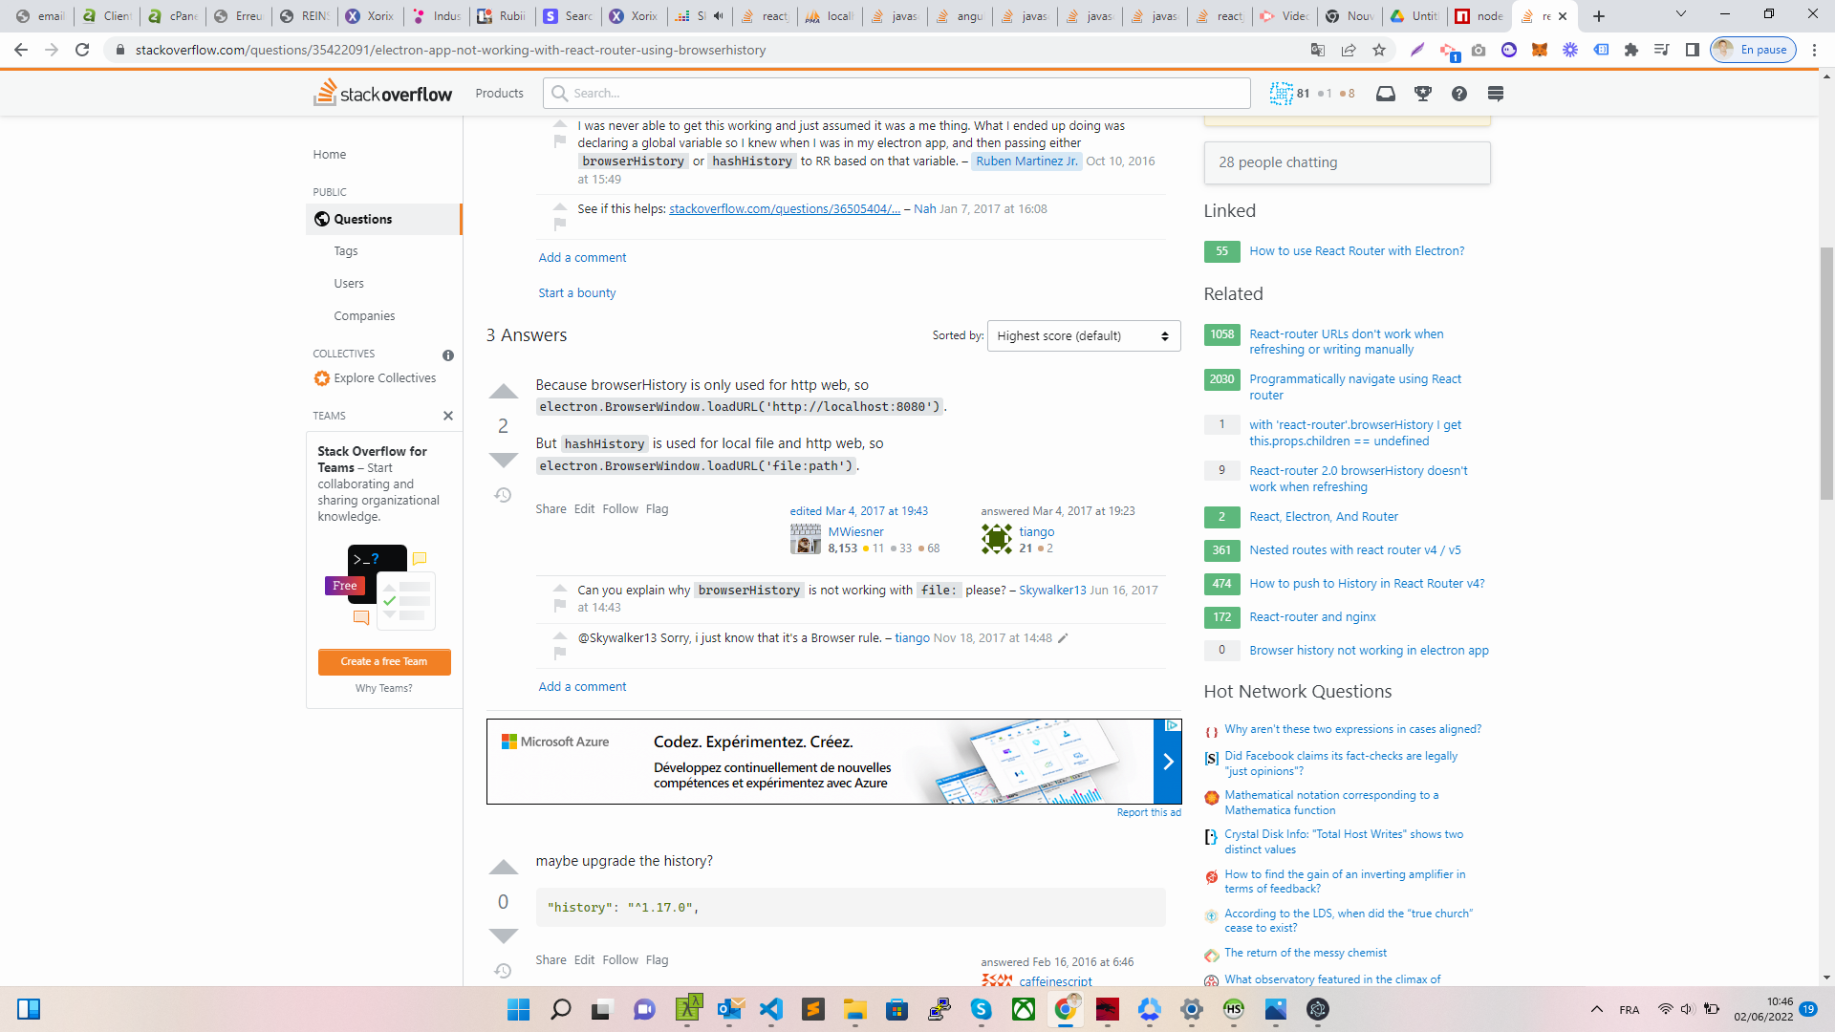 email
Client
cPane
Erreu
REINS
Xorix
Indus
Rubii
Searc
Xorix
react
locall
javas
angu
javas
javas
javas
react
Videc
Nouv
Untitl
node
re
stackoverflow.com/questions/35422091/electron-app-not-working-with-react-router-using-browserhistory
1
En pause
stackoverflow
Products
Search...
81 1 8
Home
PUBLIC
Questions
Tags
Users
Companies
COLLECTIVES
Explore Collectives
TEAMS
Stack Overflow for
Teams – Start
collaborating and
sharing organizational
knowledge.
>_?
Free
Create a free Team
Why Teams?
I was never able to get this working and just assumed it was a me thing. What I ended up doing was
declaring a global variable so I knew when I was in my electron app, and then passing either
browserHistory or hashHistory to RR based on that variable. – Ruben Martinez Jr. Oct 10, 2016
at 15:49
See if this helps: stackoverflow.com/questions/36505404/… – Nah Jan 7, 2017 at 16:08
Add a comment
Start a bounty
3 Answers
Sorted by: Highest score (default)
Because browserHistory is only used for http web, so
electron.BrowserWindow.loadURL('http://localhost:8080').
2
But hashHistory is used for local file and http web, so
electron.BrowserWindow.loadURL('file:path').
Share Edit Follow Flag
edited Mar 4, 2017 at 19:43
MWiesner
8,153 11 33 68
answered Mar 4, 2017 at 19:23
tiango
21 2
Can you explain why browserHistory is not working with file: please? – Skywalker13 Jun 16, 2017
at 14:43
@Skywalker13 Sorry, i just know that it's a Browser rule. – tiango Nov 18, 2017 at 14:48
Add a comment
Microsoft Azure
Codez. Expérimentez. Créez.
Développez continuellement de nouvelles
compétences et expérimentez avec Azure
Report this ad
maybe upgrade the history?
0
"history": "^1.17.0",
Share Edit Follow Flag
answered Feb 16, 2016 at 6:46
caffeinescript
28 people chatting
Linked
55 How to use React Router with Electron?
Related
1058 React-router URLs don't work when
refreshing or writing manually
2030 Programmatically navigate using React
router
1 with 'react-router'.browserHistory I get
this.props.children == undefined
9 React-router 2.0 browserHistory doesn't
work when refreshing
2 React, Electron, And Router
361 Nested routes with react router v4 / v5
474 How to push to History in React Router v4?
172 React-router and nginx
0 Browser history not working in electron app
Hot Network Questions
Why aren't these two expressions in cases aligned?
Did Facebook claims its fact-checks are legally
"just opinions"?
Mathematical notation corresponding to a
Mathematica function
Crystal Disk Info: "Total Host Writes" shows two
distinct values
How to find the gain of an inverting amplifier in
terms of feedback?
According to the LDS, when did the “true church”
cease to exist?
The return of the messy chemist
What observatory featured in the climax of
FRA
10:46
02/06/2022
19